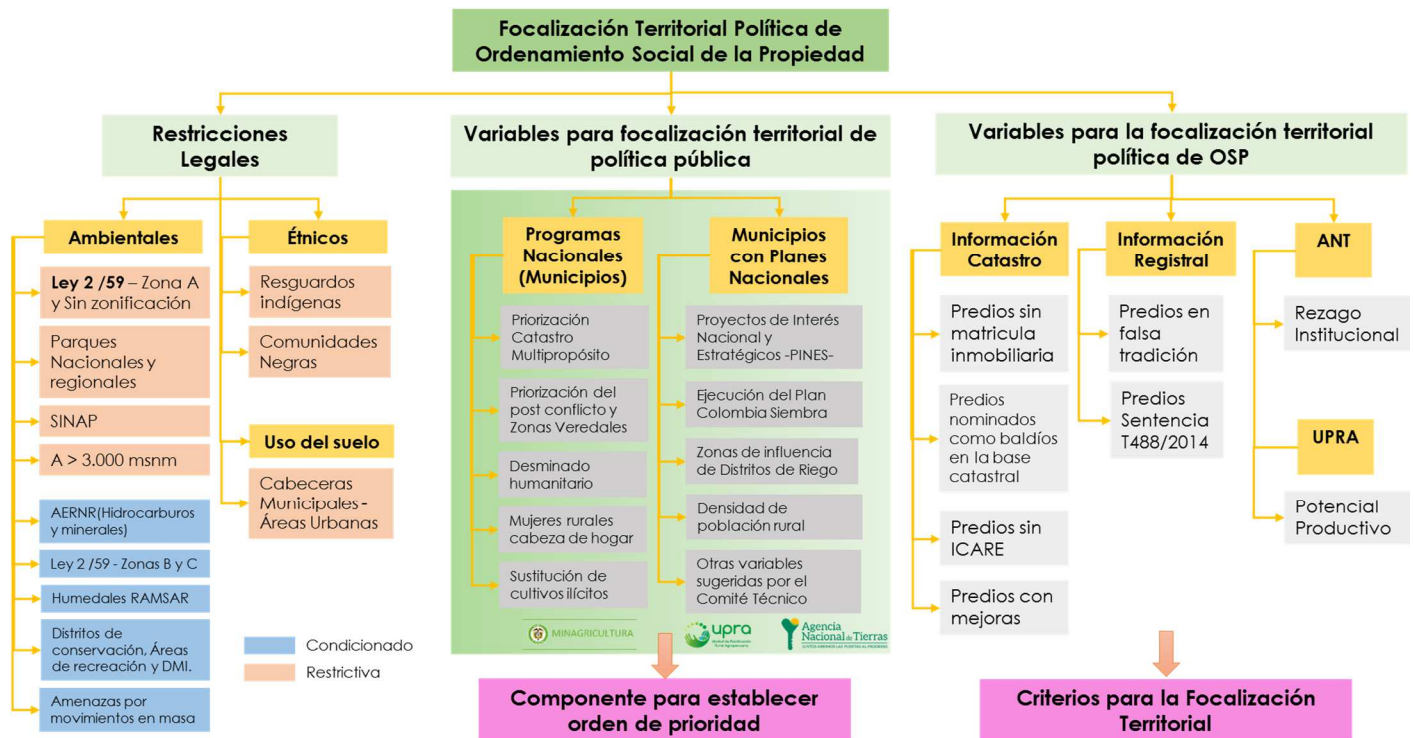 Focalización Territorial Política de
Ordenamiento Social de la Propiedad
Restricciones
Legales
Ambientales
Ley 2 /59 – Zona A
y Sin zonificación
Parques
Nacionales y
regionales
SINAP
A > 3.000 msnm
AERNR(Hidrocarburos
y minerales)
Ley 2 /59 - Zonas B y C
Humedales RAMSAR
Distritos de
conservación, Áreas
de recreación y DMI.
Amenazas por
movimientos en masa
Étnicos
Resguardos
indígenas
Comunidades
Negras
Uso del suelo
Cabeceras
Municipales -
Áreas Urbanas
Condicionado
Restrictiva
Variables para focalización territorial de
política pública
Programas
Nacionales
(Municipios)
Priorización
Catastro
Multipropósito
Priorización del
post conflicto y
Zonas Veredales
Desminado
humanitario
Mujeres rurales
cabeza de hogar
Sustitución de
cultivos ilícitos
Municipios
con Planes
Nacionales
Proyectos de Interés
Nacional y
Estratégicos -PINES-
Ejecución del Plan
Colombia Siembra
Zonas de influencia
de Distritos de Riego
Densidad de
población rural
Otras variables
sugeridas por el
Comité Técnico
MINAGRICULTURA
upra
Agencia
Nacional de Tierras
Componente para establecer
orden de prioridad
Variables para la focalización territorial
política de OSP
Información
Catastro
Predios sin
matricula
inmobiliaria
Predios
nominados
como baldíos
en la base
catastral
Predios sin
ICARE
Predios con
mejoras
Información
Registral
Predios en
falsa
tradición
Predios
Sentencia
T488/2014
ANT
Rezago
Institucional
UPRA
Potencial
Productivo
Criterios para la Focalización
Territorial